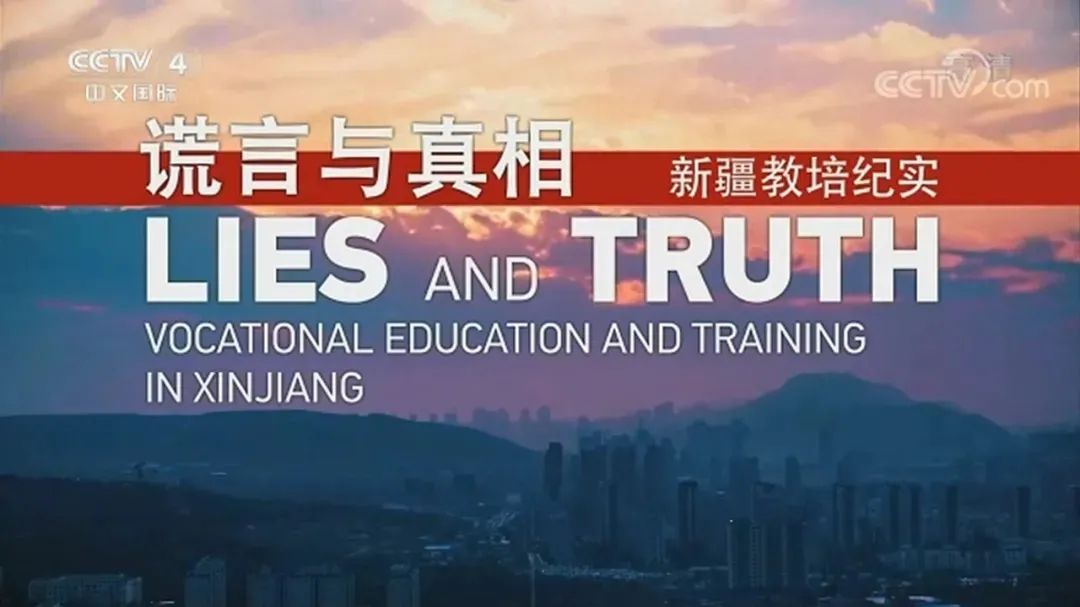 CCTV 4
中文国际
高清
CCTV.com
谎言与真相 新疆教培纪实
LIES AND TRUTH
VOCATIONAL EDUCATION AND TRAINING
IN XINJIANG